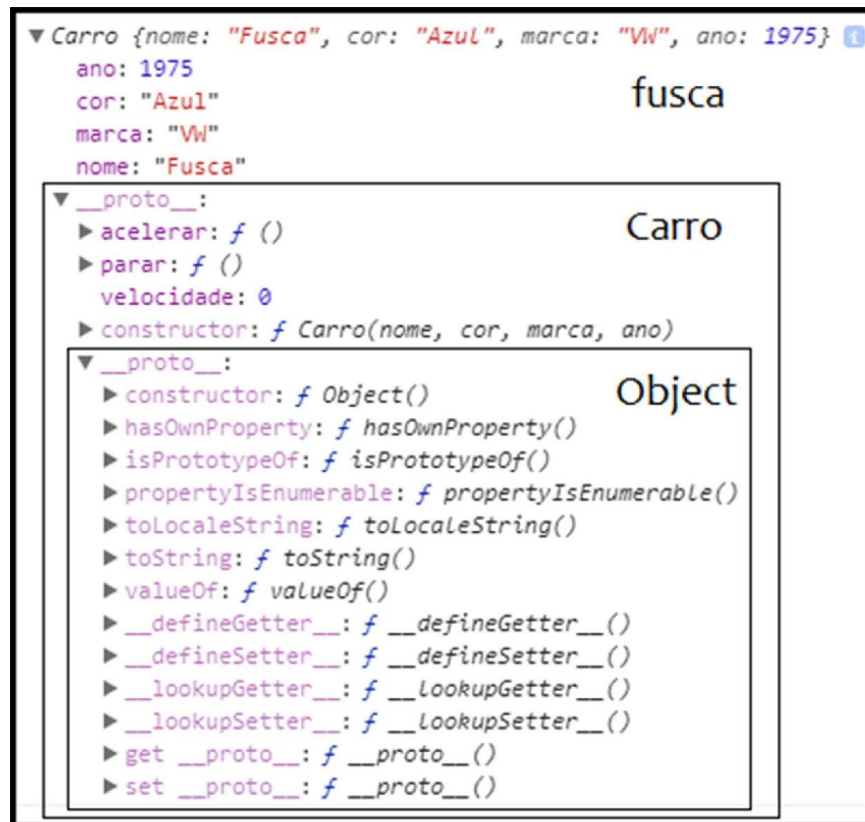 ▼ Carro {nome: "Fusca", cor: "Azul", marca: "VW", ano: 1975} i
ano: 1975
fusca
cor: "Azul"
marca: "VW"
nome: "Fusca"
▼ __proto__:
Carro
▶ acelerar: ƒ ()
▶ parar: ƒ ()
velocidade: 0
▶ constructor: ƒ Carro(nome, cor, marca, ano)
▼ __proto__:
Object
▶ constructor: ƒ Object()
▶ hasOwnProperty: ƒ hasOwnProperty()
▶ isPrototypeOf: ƒ isPrototypeOf()
▶ propertyIsEnumerable: ƒ propertyIsEnumerable()
▶ toLocaleString: ƒ toLocaleString()
▶ toString: ƒ toString()
▶ valueOf: ƒ valueOf()
▶ __defineGetter__: ƒ __defineGetter__()
▶ __defineSetter__: ƒ __defineSetter__()
▶ __lookupGetter__: ƒ __lookupGetter__()
▶ __lookupSetter__: ƒ __lookupSetter__()
▶ get __proto__: ƒ __proto__()
▶ set __proto__: ƒ __proto__()